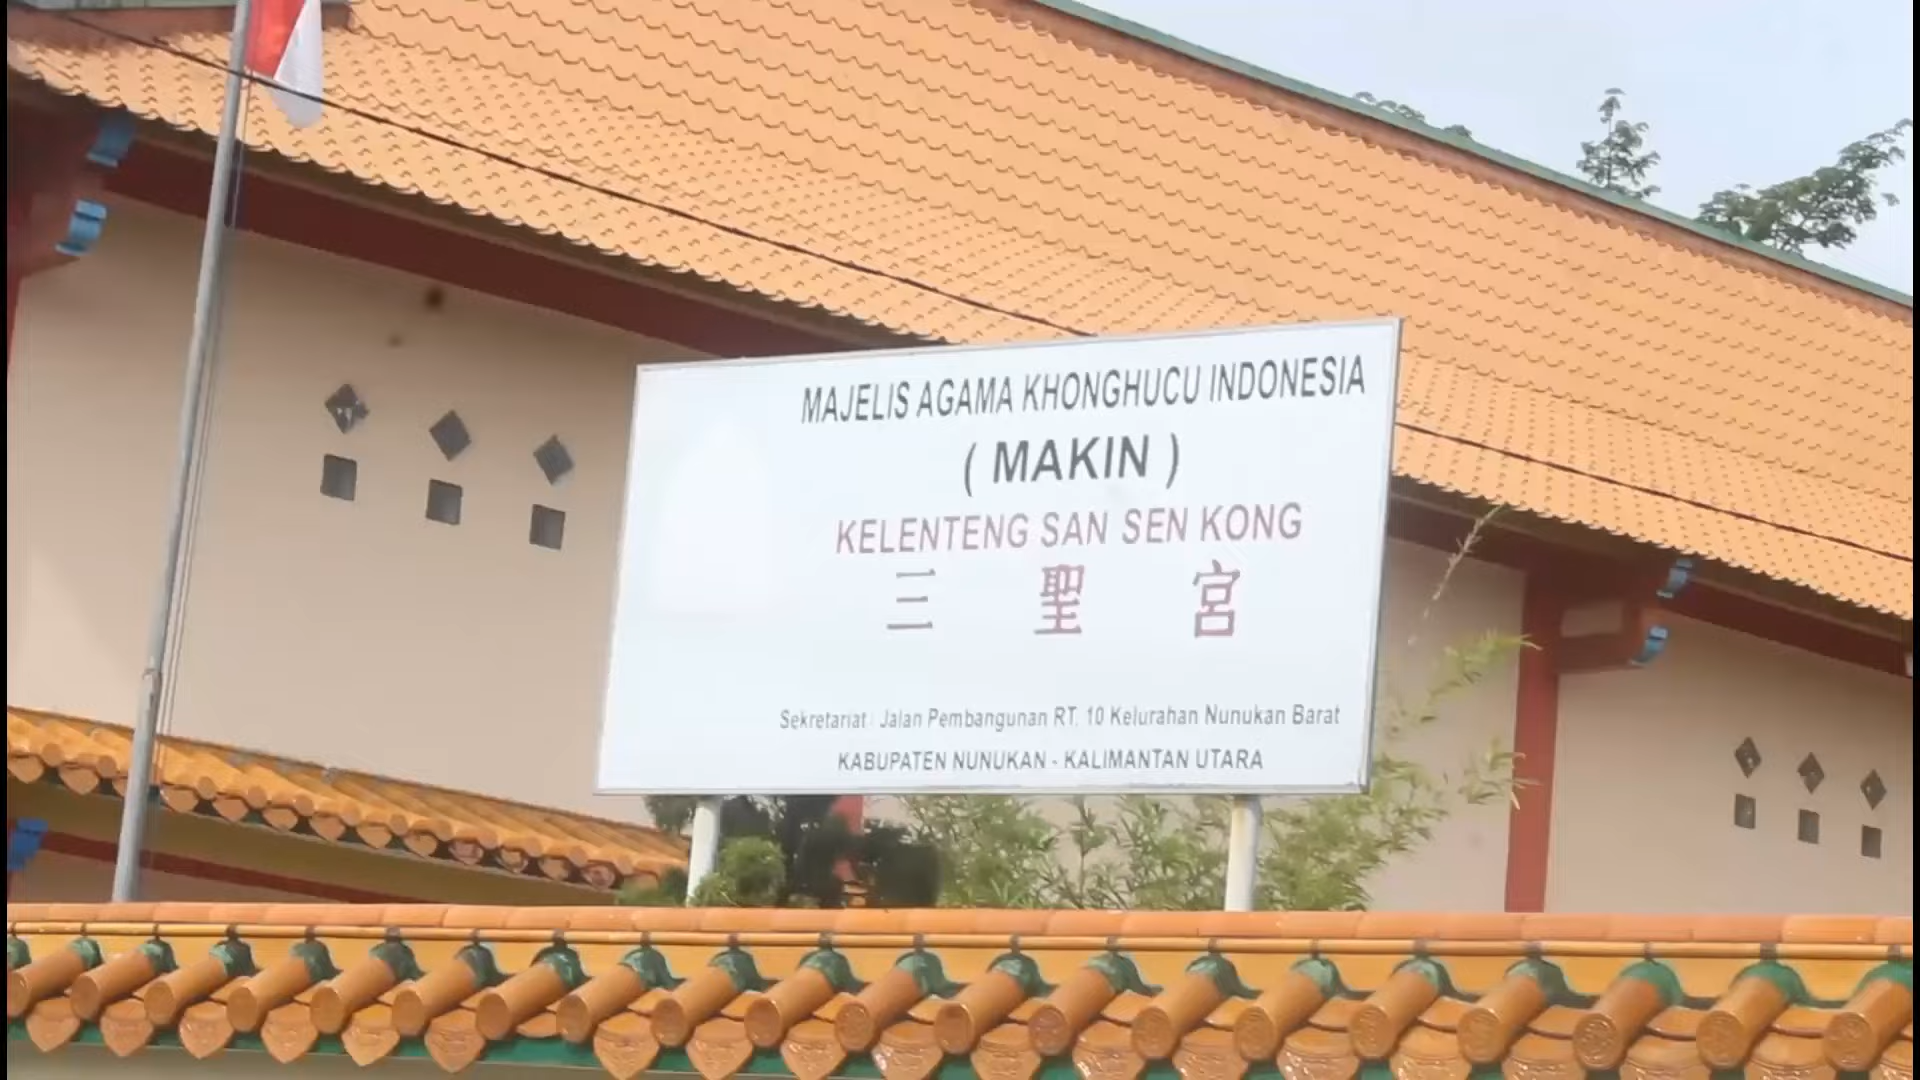 MAJELIS AGAMA KHONGHUCU INDONESIA
( MAKIN )
KELENTENG SAN SEN KONG
三 聖 宮
Sekretariat : Jalan Pembangunan RT. 10 Kelurahan Nunukan Barat
KABUPATEN NUNUKAN - KALIMANTAN UTARA